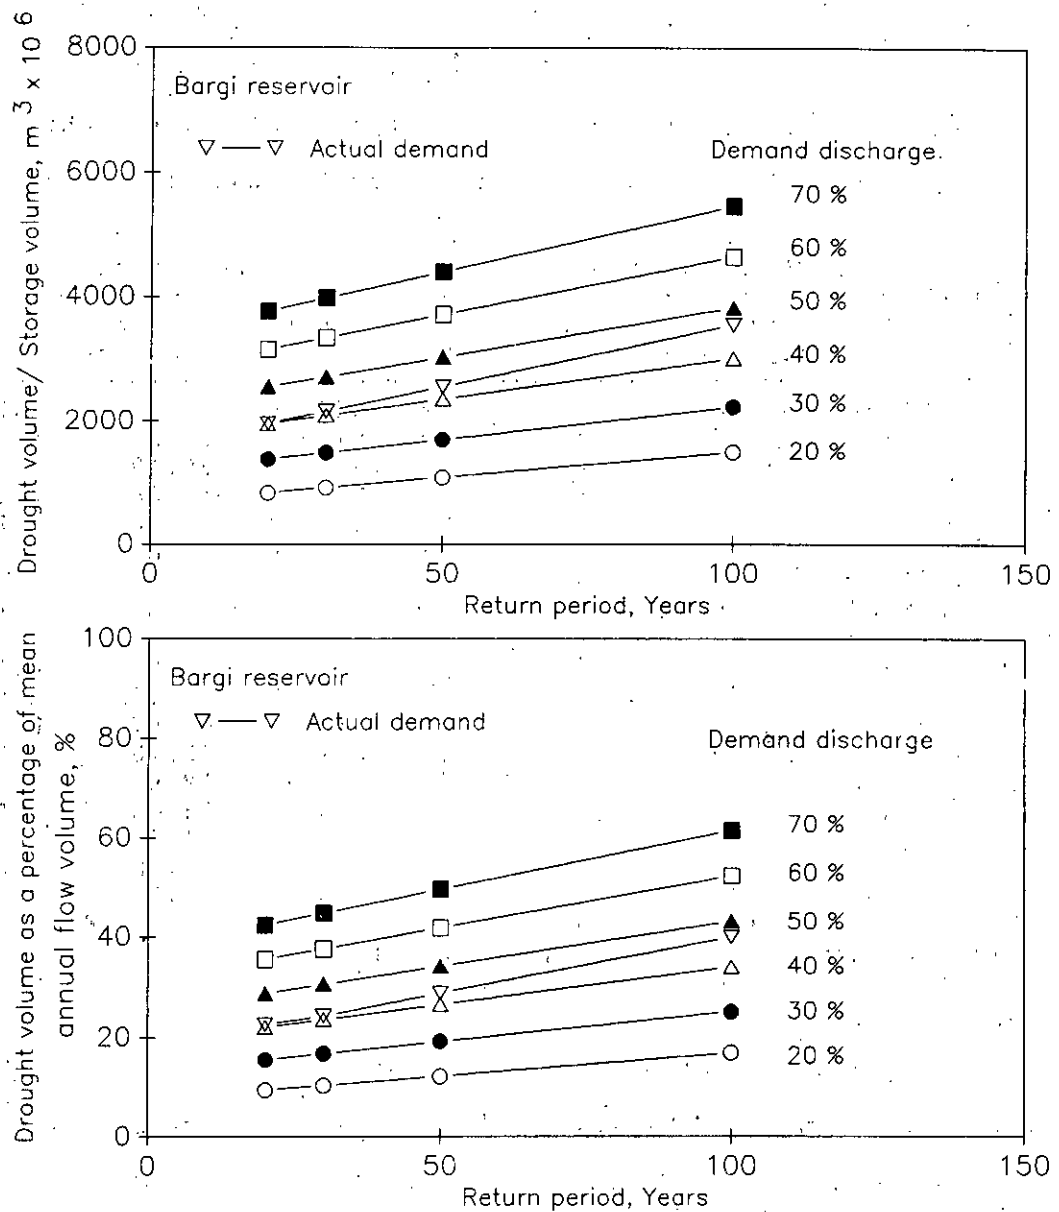 Drought volume/ Storage volume, m 3 x 10 6
8000
6000
4000
2000
0
Bargi reservoir
▽—▽ Actual demand
Demand discharge
70 %
60 %
50 %
40 %
30 %
20 %
0 50 100 150
Return period, Years
Drought volume as a percentage of mean
annual flow volume, %
100
80
60
40
20
0
Bargi reservoir
▽—▽ Actual demand
Demand discharge
70 %
60 %
50 %
40 %
30 %
20 %
0 50 100 150
Return period, Years